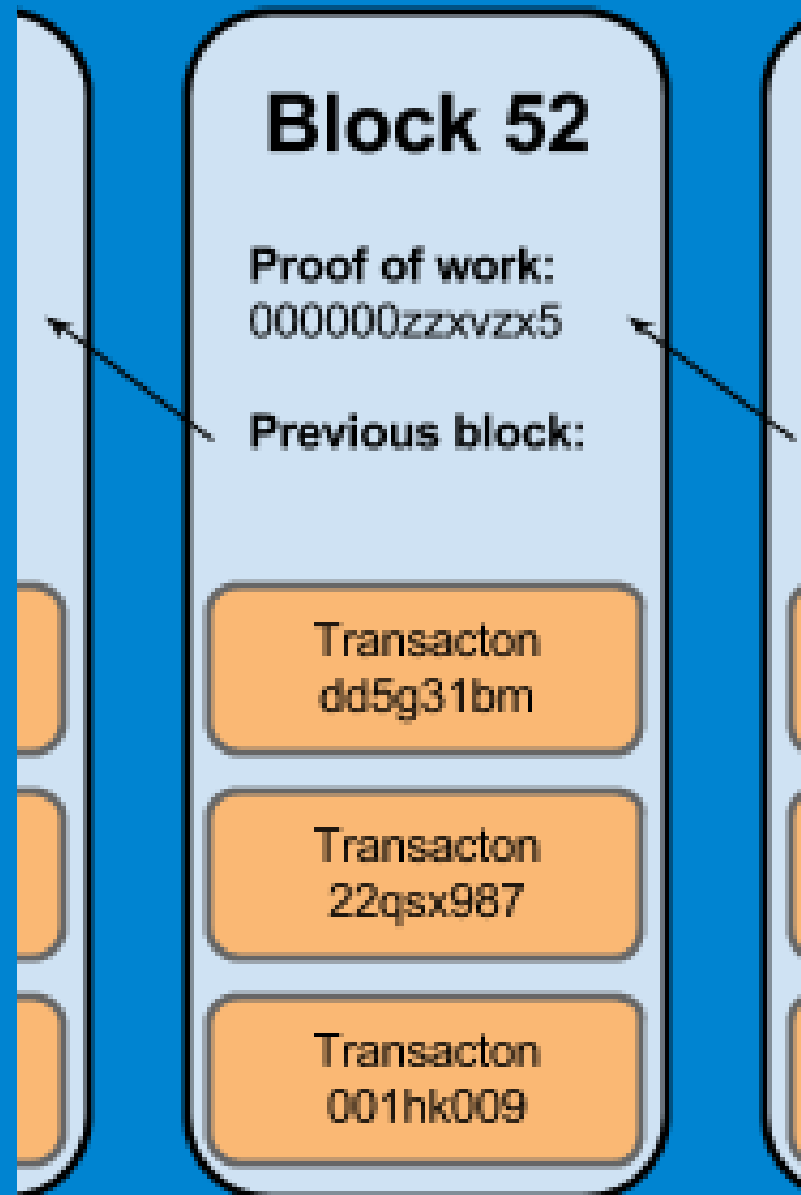 Block 52
Proof of work:
000000zzxvzx5
Previous block:
Transacton
dd5g31bm
Transacton
22qsx987
Transacton
001hk009